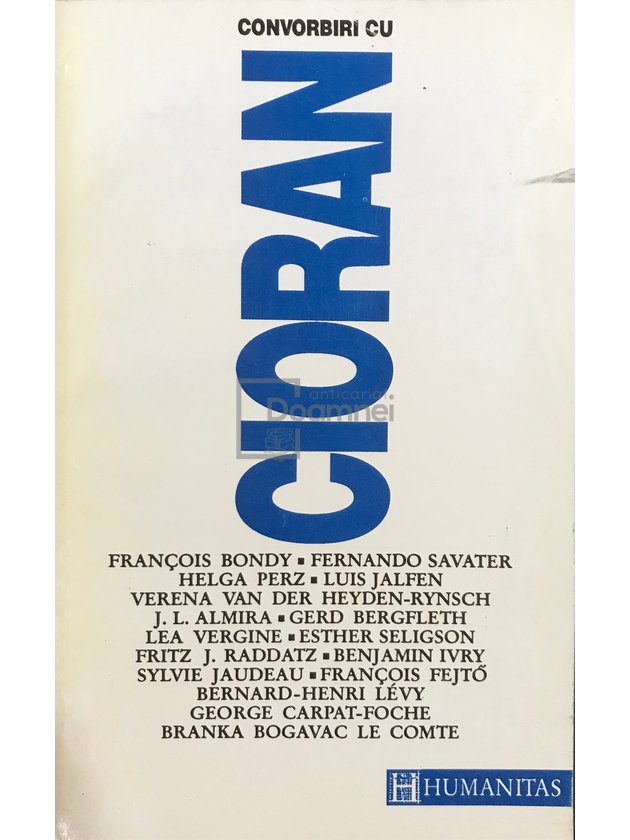 CONVORBIRI CU
CIORAN
anticariat
Doamnei
FRANÇOIS BONDY ▪ FERNANDO SAVATER
HELGA PERZ ▪ LUIS JALFEN
VERENA VAN DER HEYDEN-RYNSCH
J. L. ALMIRA ▪ GERD BERGFLETH
LEA VERGINE ▪ ESTHER SELIGSON
FRITZ J. RADDATZ ▪ BENJAMIN IVRY
SYLVIE JAUDEAU ▪ FRANÇOIS FEJTŐ
BERNARD-HENRI LÉVY
GEORGE CARPAT-FOCHE
BRANKA BOGAVAC LE COMTE
H HUMANITAS